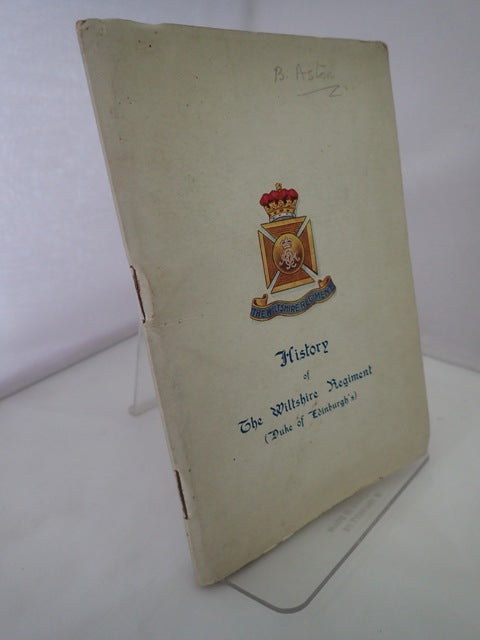 B. Aston
THE WILTSHIRE REGIMENT
History
of
The Wiltshire Regiment
(Duke of Edinburgh's)